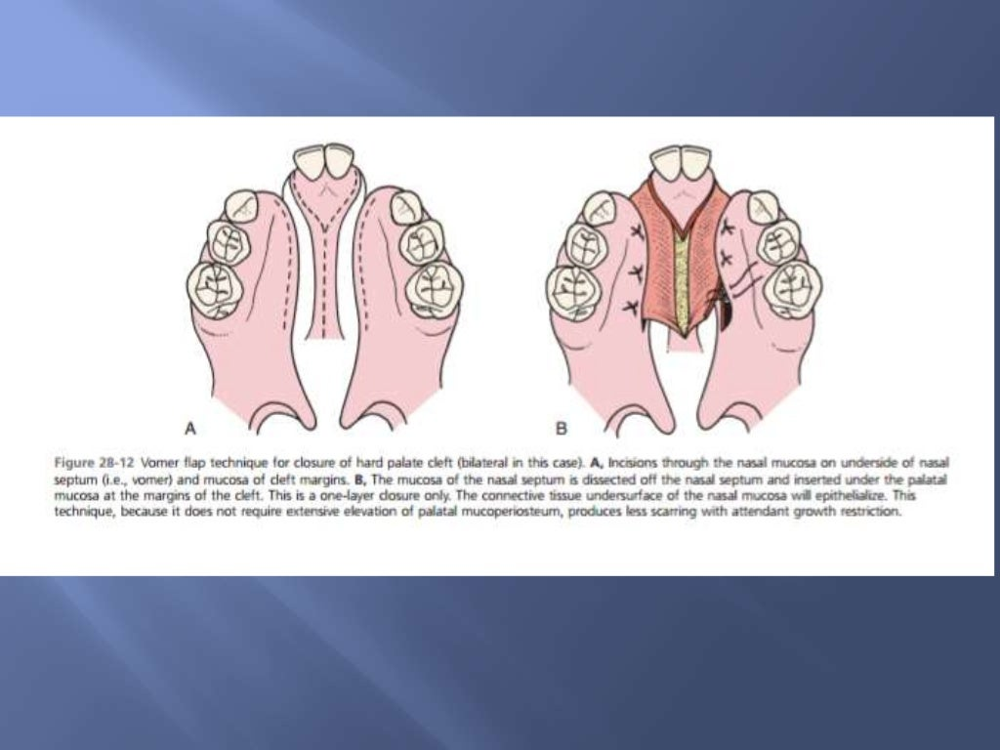 A
B
Figure 28-12 Vomer flap technique for closure of hard palate cleft (bilateral in this case). A, Incisions through the nasal mucosa on underside of nasal
septum (i.e., vomer) and mucosa of cleft margins. B, The mucosa of the nasal septum is dissected off the nasal septum and inserted under the palatal
mucosa at the margins of the cleft. This is a one-layer closure only. The connective tissue undersurface of the nasal mucosa will epithelialize. This
technique, because it does not require extensive elevation of palatal mucoperiosteum, produces less scarring with attendant growth restriction.